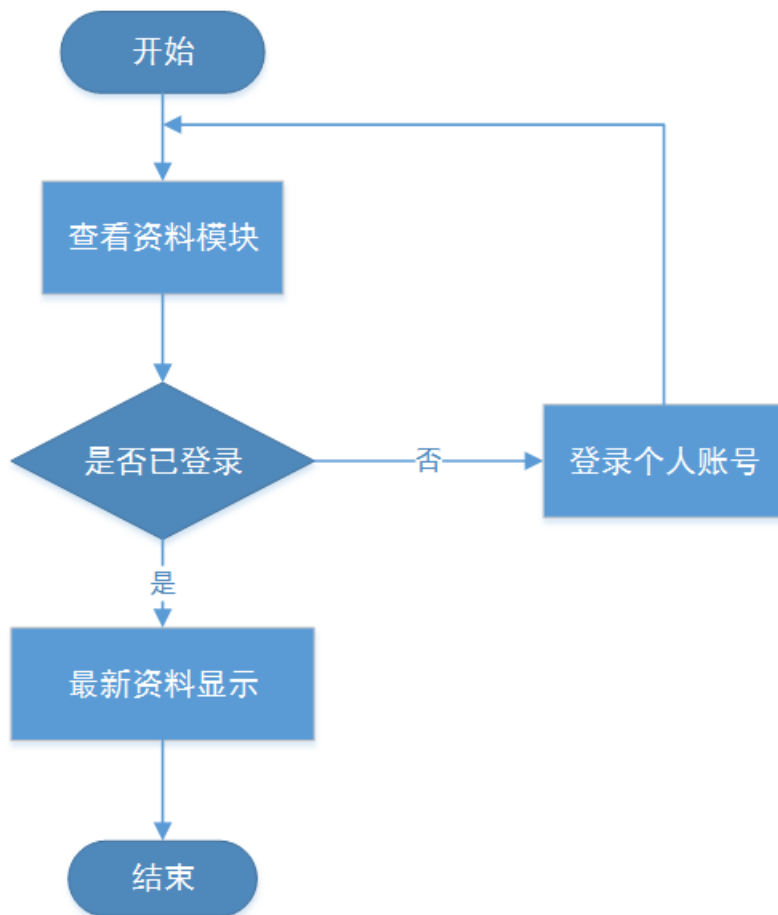 开始
查看资料模块
是否已登录
否
登录个人账号
是
最新资料显示
结束